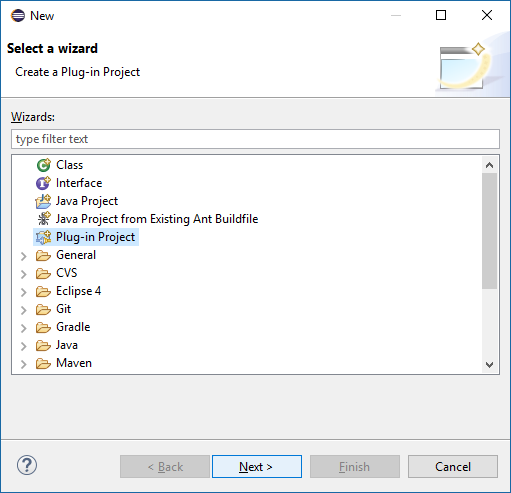 New
Select a wizard
Create a Plug-in Project
Wizards:
type filter text
Class
Interface
Java Project
Java Project from Existing Ant Buildfile
Plug-in Project
General
CVS
Eclipse 4
Git
Gradle
Java
Maven
? < Back Next > Finish Cancel